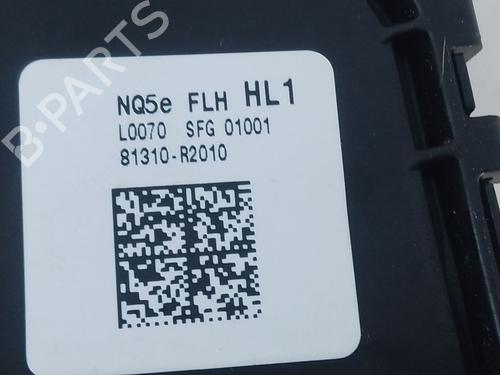 B-PARTS
NQ5e FLH HL1
L0070 SFG 01001
81310-R2010